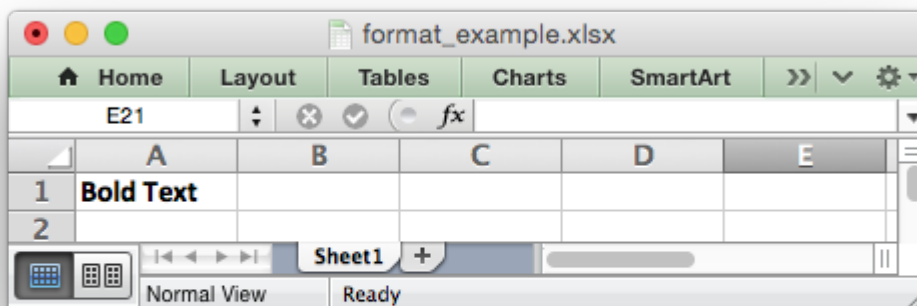 format_example.xlsx
Home Layout Tables Charts SmartArt
E21 fx
A B C D E
1 Bold Text
2
Sheet1 +
Normal View Ready